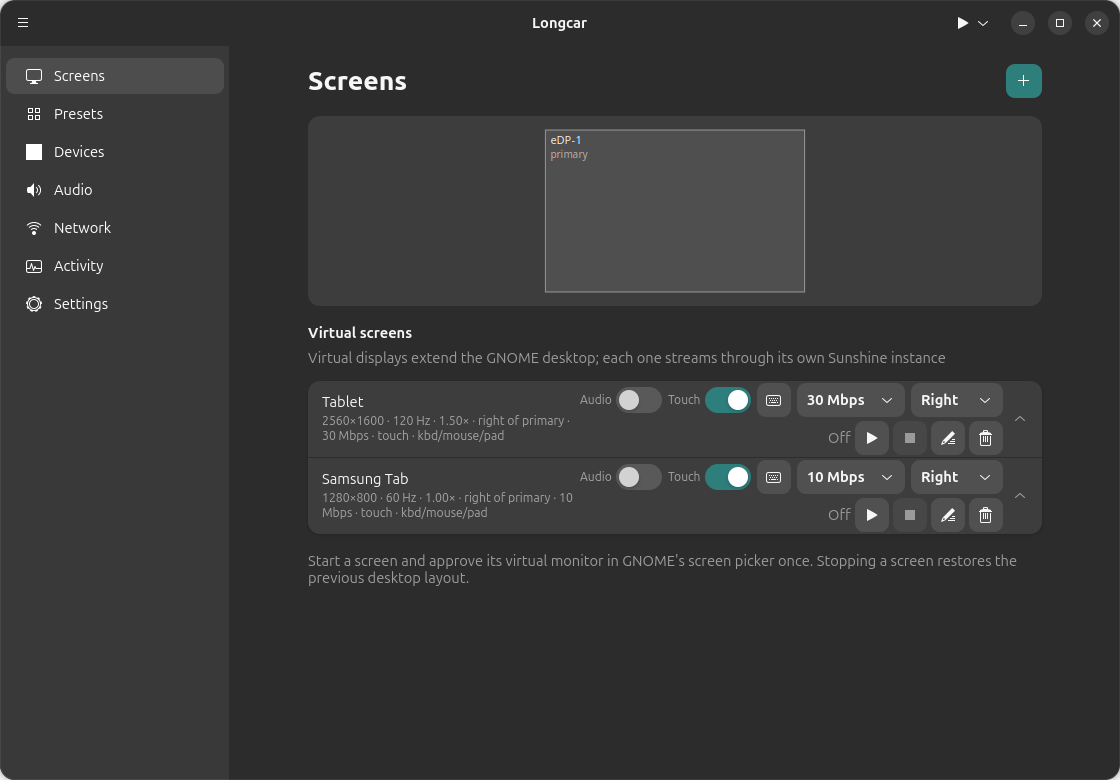 Longcar
Screens
Presets
Devices
Audio
Network
Activity
Settings
Screens
eDP-1
primary
Virtual screens
Virtual displays extend the GNOME desktop; each one streams through its own Sunshine instance
Tablet
2560×1600 · 120 Hz · 1.50× · right of primary ·
30 Mbps · touch · kbd/mouse/pad
Audio
Touch
30 Mbps
Right
Off
Samsung Tab
1280×800 · 60 Hz · 1.00× · right of primary · 10
Mbps · touch · kbd/mouse/pad
Audio
Touch
10 Mbps
Right
Off
Start a screen and approve its virtual monitor in GNOME's screen picker once. Stopping a screen restores the
previous desktop layout.